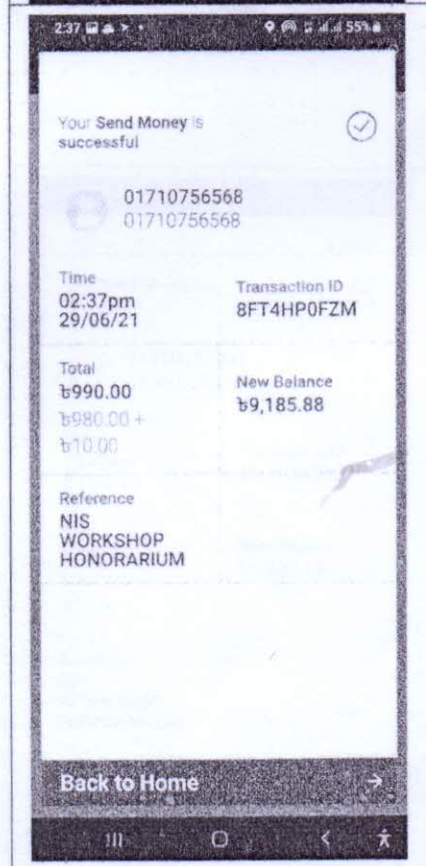 2:37 55%
Your Send Money is
successful
01710756568
01710756568
Time
02:37pm
29/06/21
Transaction ID
8FT4HP0FZM
Total
৳990.00
৳980.00 +
৳10.00
New Balance
৳9,185.88
Reference
NIS
WORKSHOP
HONORARIUM
Back to Home